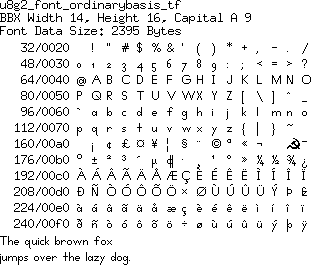 u8g2_font_ordinarybasis_tf
BBX Width 14, Height 16, Capital A 9
Font Data Size: 2395 Bytes
32/0020 ! " # $ % & ' ( ) * + , - . /
48/0030 0 1 2 3 4 5 6 7 8 9 : ; < = > ?
64/0040 @ A B C D E F G H I J K L M N O
80/0050 P Q R S T U V W X Y Z [ \ ] ^ _
96/0060 ` a b c d e f g h i j k l m n o
112/0070 p q r s t u v w x y z { | } ~
160/00a0 ¡ ¢ £ ¤ ¥ ¦ § ¨ © ª « ¬ ☭ ¯
176/00b0 ° ± ² ³ ´ µ ¶ · ¸ ¹ º » ¼ ½ ¾ ¿
192/00c0 À Á Â Ã Ä Å Æ Ç È É Ê Ë Ì Í Î Ï
208/00d0 Ð Ñ Ò Ó Ô Õ Ö × Ø Ù Ú Û Ü Ý Þ ß
224/00e0 à á â ã ä å æ ç è é ê ë ì í î ï
240/00f0 ð ñ ò ó ô õ ö ÷ ø ù ú û ü ý þ ÿ
The quick brown fox
jumps over the lazy dog.